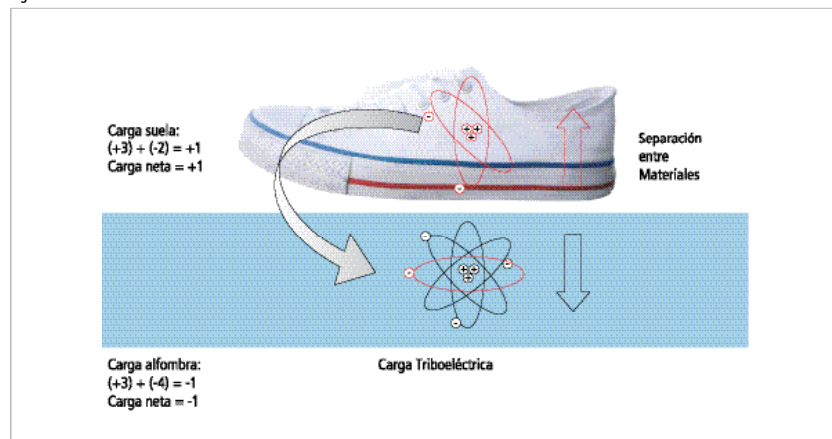 Carga suela:
(+3) + (-2) = +1
Carga neta = +1
Separación
entre
Materiales
Carga alfombra:
(+3) + (-4) = -1
Carga neta = -1
Carga Triboeléctrica